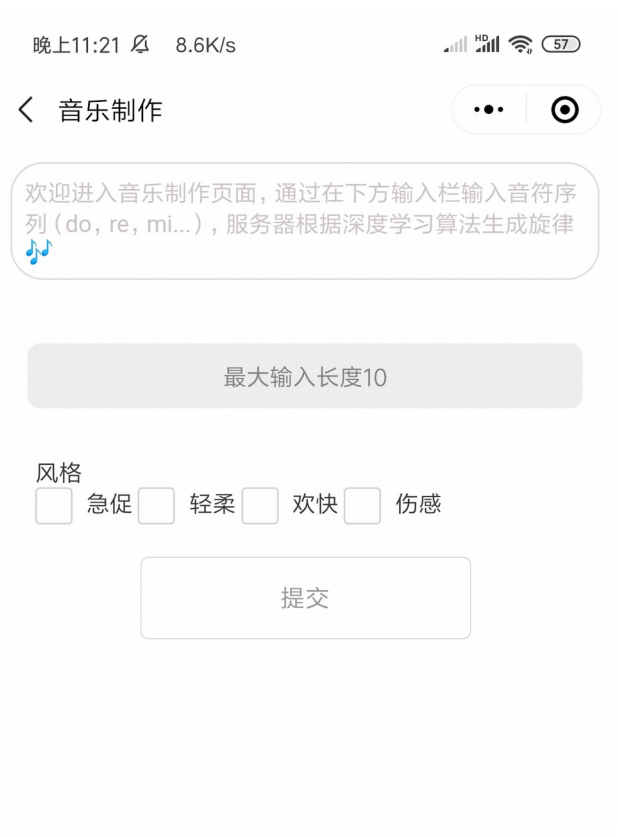 晚上11:21 8.6K/s HD 57
音乐制作
欢迎进入音乐制作页面，通过在下方输入栏输入音符序
列（do，re，mi...），服务器根据深度学习算法生成旋律
🎶
最大输入长度10
风格
急促 轻柔 欢快 伤感
提交